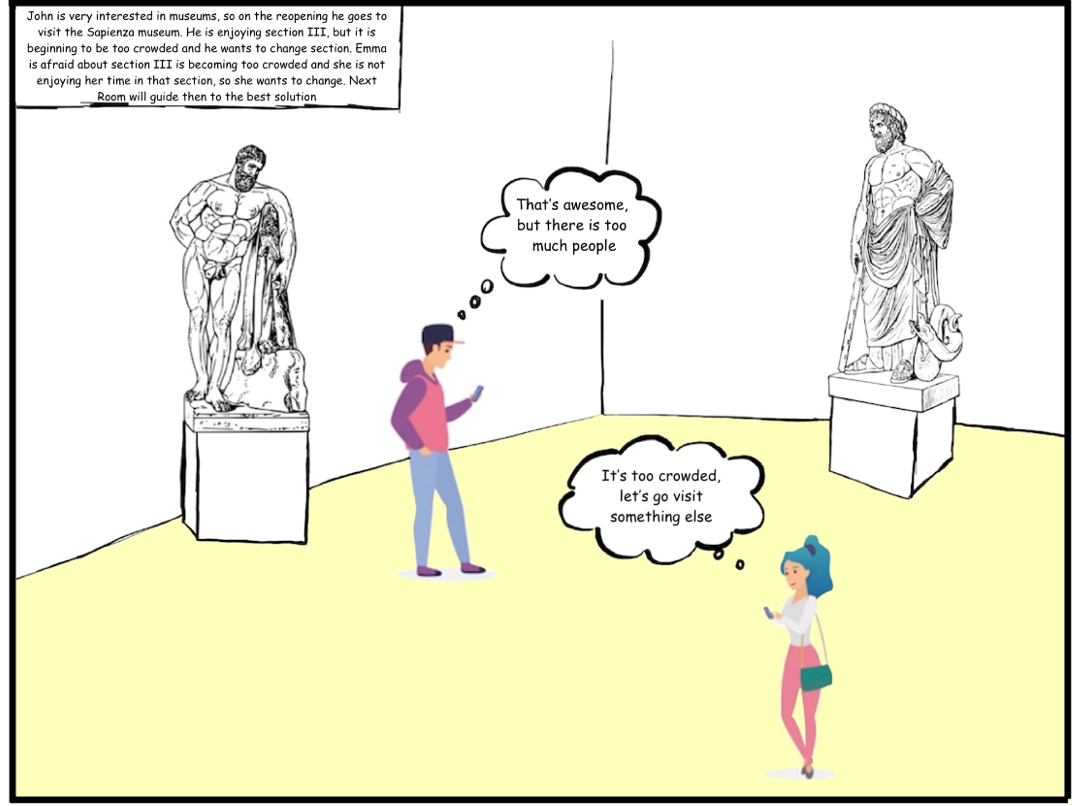 John is very interested in museums, so on the reopening he goes to
visit the Sapienza museum. He is enjoying section III, but it is
beginning to be too crowded and he wants to change section. Emma
is afraid about section III is becoming too crowded and she is not
enjoying her time in that section, so she wants to change. Next
Room will guide then to the best solution
That's awesome,
but there is too
much people
It's too crowded,
let's go visit
something else